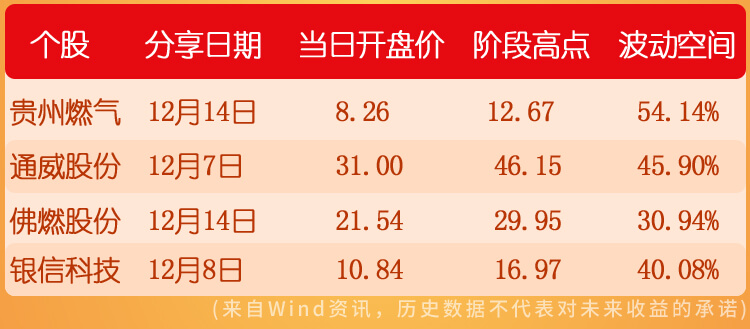 个股 分享日期 当日开盘价 阶段高点 波动空间
贵州燃气 12月14日 8.26 12.67 54.14%
通威股份 12月7日 31.00 46.15 45.90%
佛燃股份 12月14日 21.54 29.95 30.94%
银信科技 12月8日 10.84 16.97 40.08%
(来自Wind资讯，历史数据不代表对未来收益的承诺)